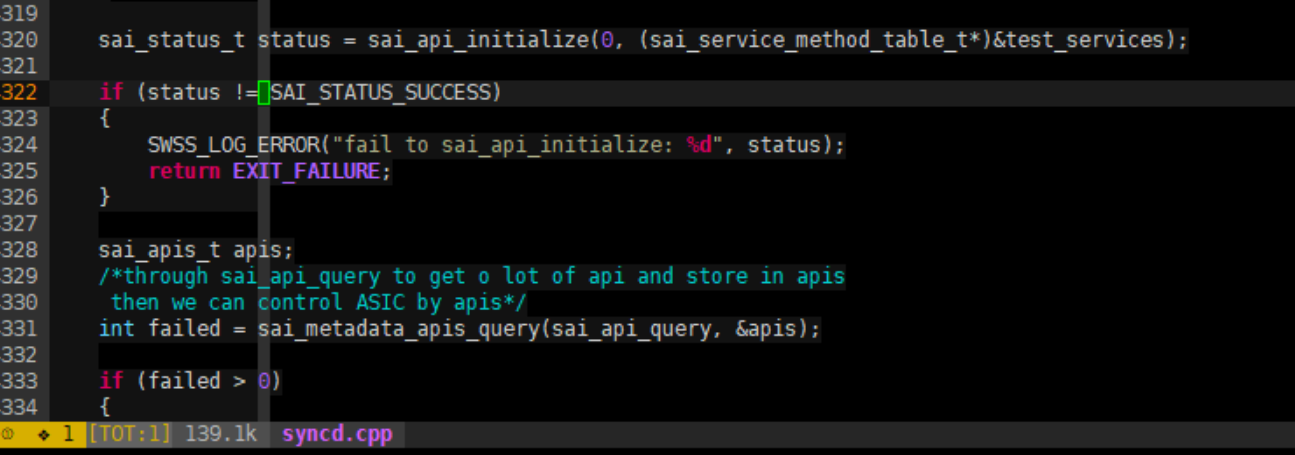 319
320 sai_status_t status = sai_api_initialize(0, (sai_service_method_table_t*)&test_services);
321
322 if (status != SAI_STATUS_SUCCESS)
323 {
324 SWSS_LOG_ERROR("fail to sai_api_initialize: %d", status);
325 return EXIT_FAILURE;
326 }
327
328 sai_apis_t apis;
329 /*through sai_api_query to get o lot of api and store in apis
330 then we can control ASIC by apis*/
331 int failed = sai_metadata_apis_query(sai_api_query, &apis);
332
333 if (failed > 0)
334 {
1 [TOT:1] 139.1k syncd.cpp